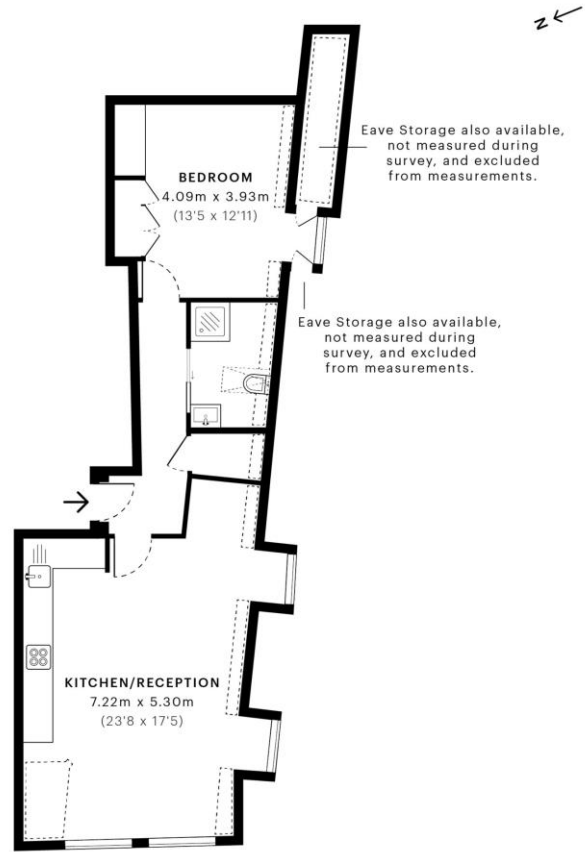 N
Eave Storage also available,
not measured during
survey, and excluded
from measurements.
BEDROOM
4.09m x 3.93m
(13'5 x 12'11)
Eave Storage also available,
not measured during
survey, and excluded
from measurements.
KITCHEN/RECEPTION
7.22m x 5.30m
(23'8 x 17'5)